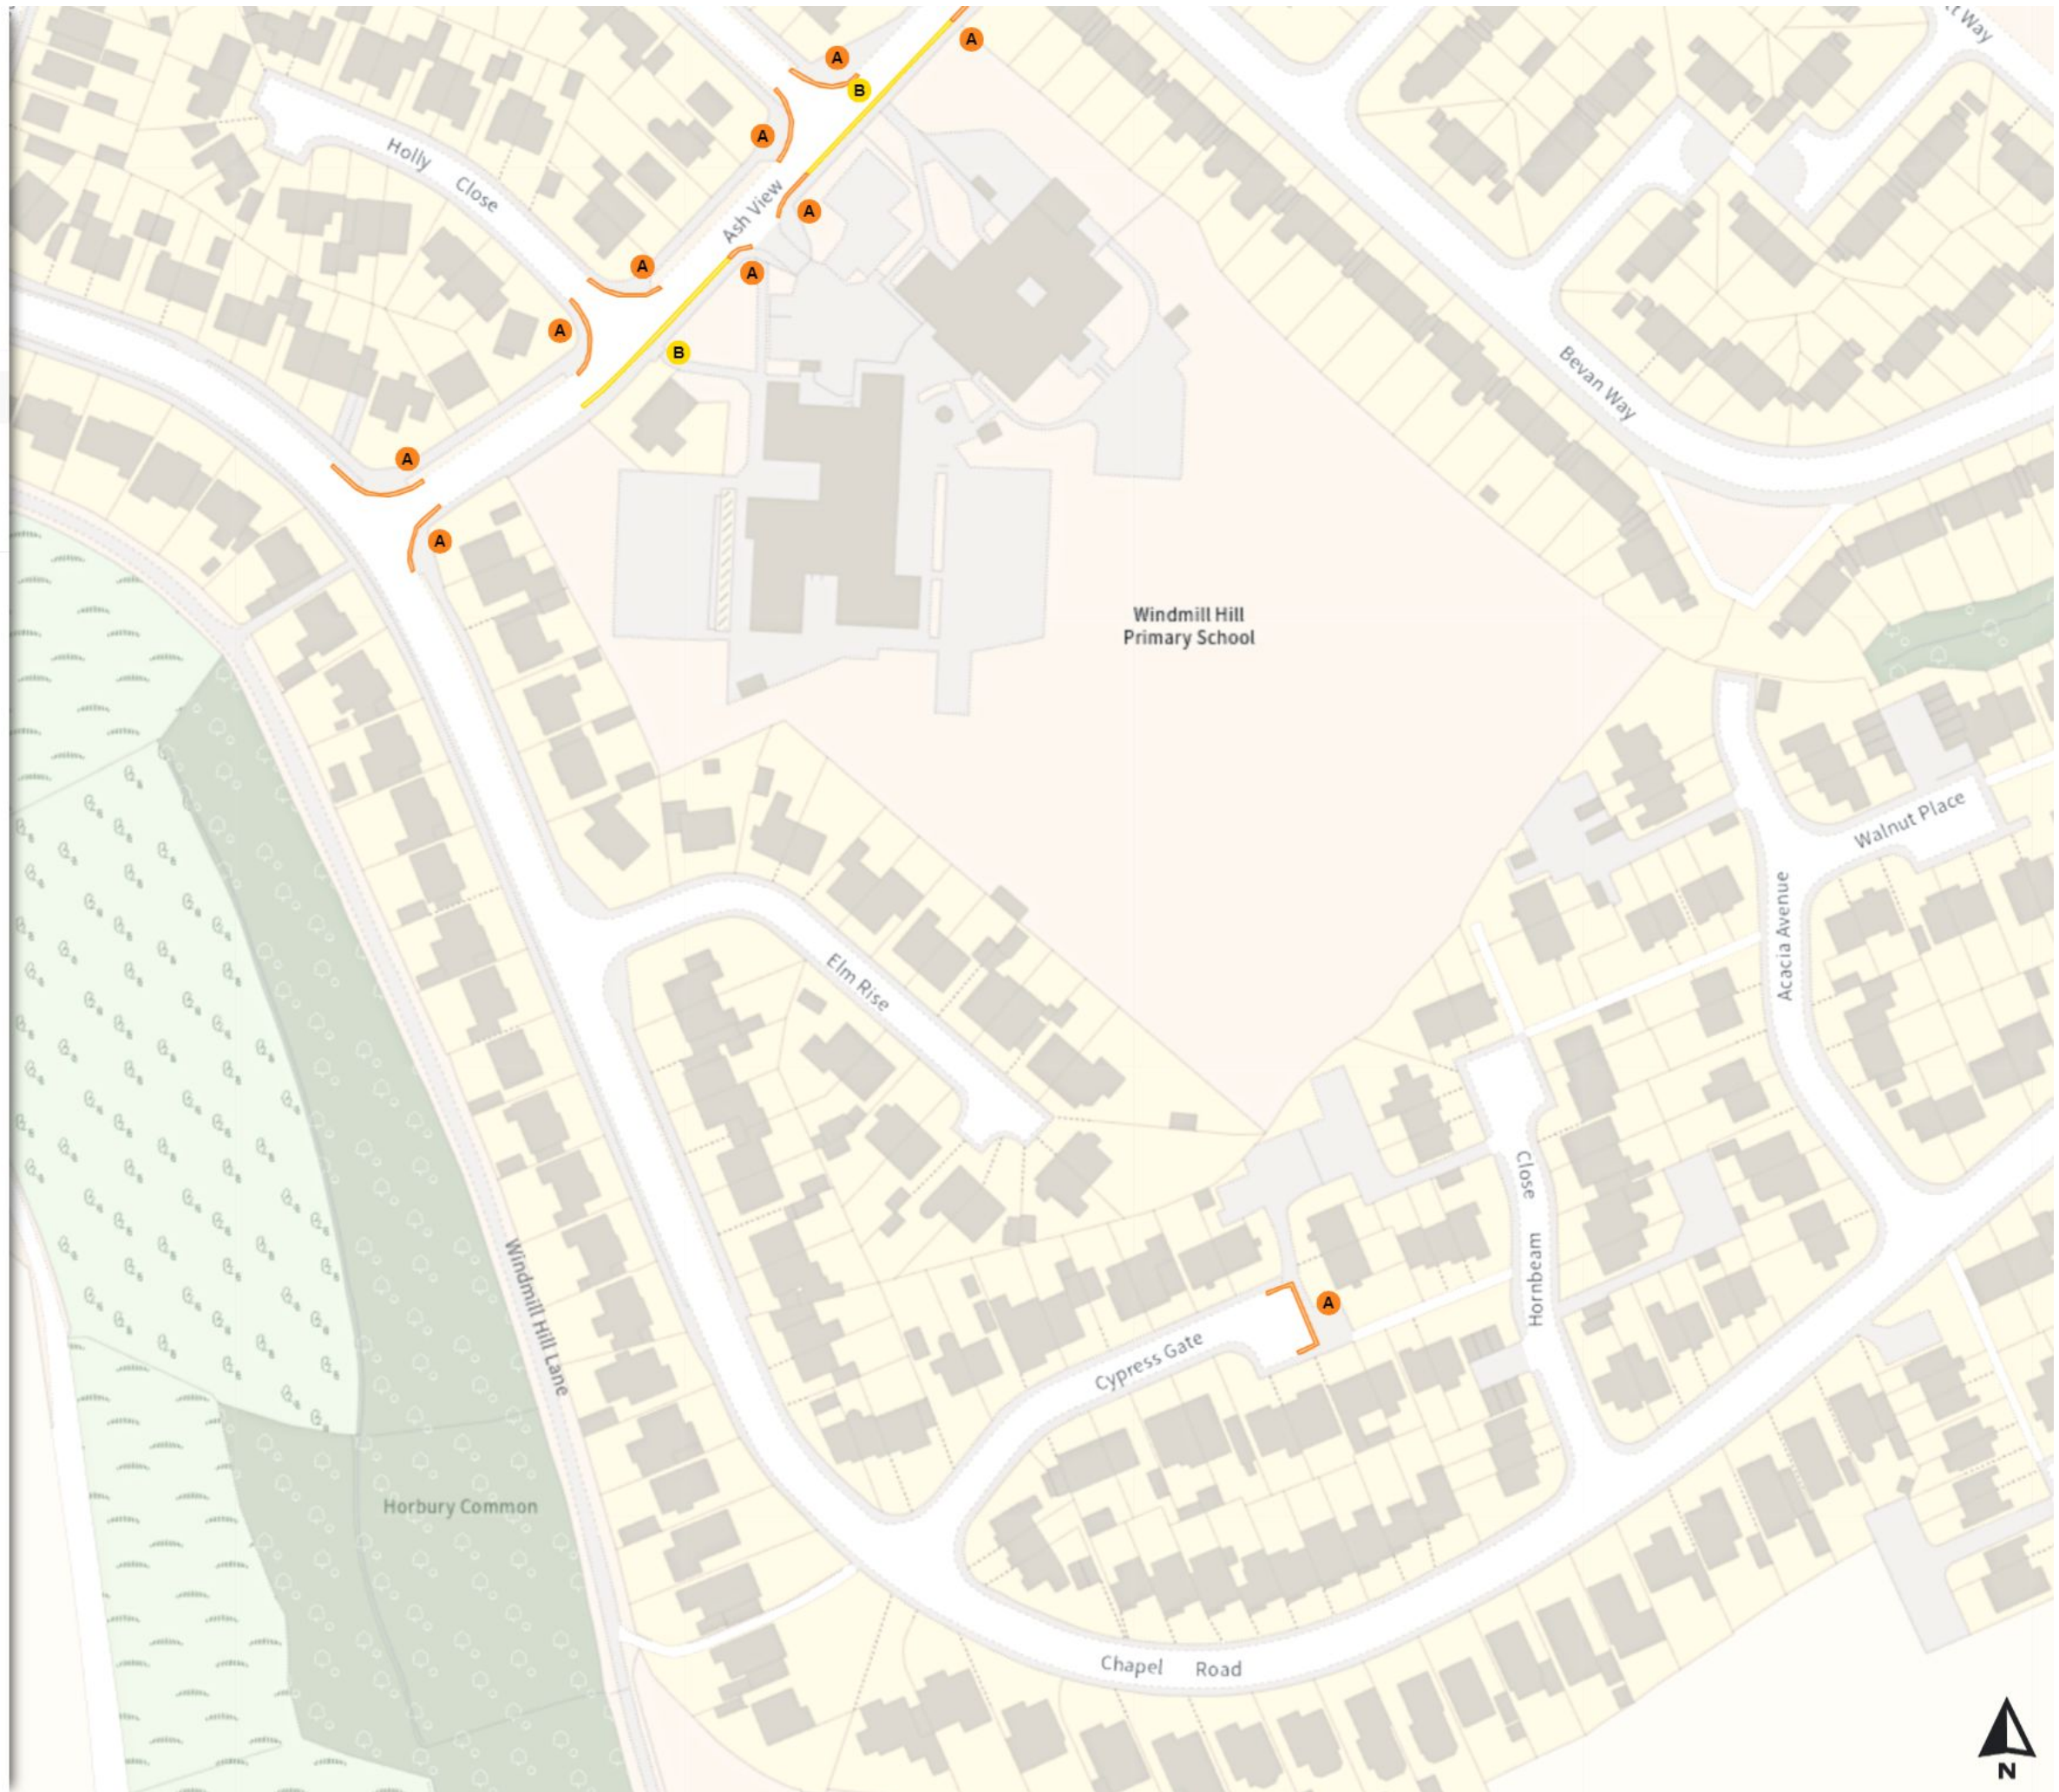 A
A
B
A
Holly Close
Ash View
A
A
A
A
B
Bevan Way
A
A
Windmill Hill
Primary School
Walnut Place
Acacia Avenue
Elm Rise
Hornbeam Close
Windmill Hill Lane
A
Cypress Gate
Horbury Common
Chapel Road
N